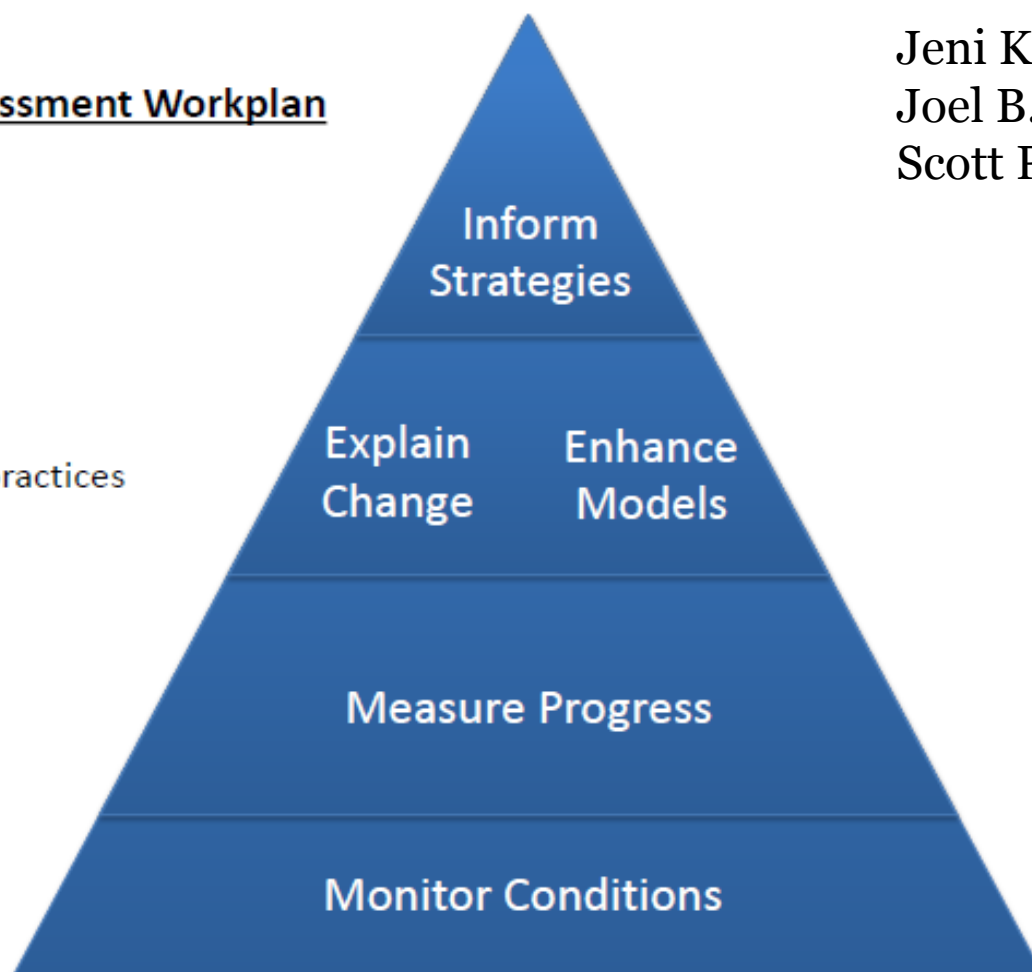 Jeni K
Joel B.
Scott
ssment Workplan
Inform
Strategies
Explain
Change
Enhance
Models
ractices
Measure Progress
Monitor Conditions